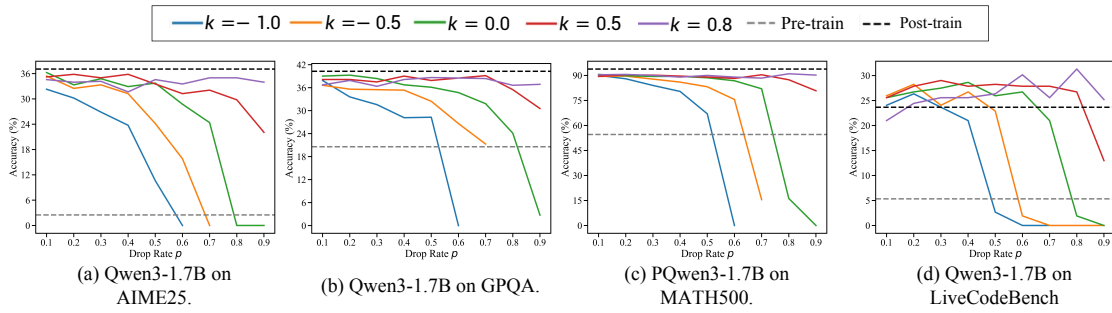 k = − 1.0 k = − 0.5 k = 0.0 k = 0.5 k = 0.8 Pre-train Post-train
Accuracy (%)
36
30
24
18
12
6
0
0.1 0.2 0.3 0.4 0.5 0.6 0.7 0.8 0.9
Drop Rate p
(a) Qwen3-1.7B on
AIME25.
Accuracy (%)
42
36
30
24
18
12
6
0
0.1 0.2 0.3 0.4 0.5 0.6 0.7 0.8 0.9
Drop Rate p
(b) Qwen3-1.7B on GPQA.
Accuracy (%)
90
75
60
45
30
15
0
0.1 0.2 0.3 0.4 0.5 0.6 0.7 0.8 0.9
Drop Rate p
(c) PQwen3-1.7B on
MATH500.
Accuracy (%)
30
25
20
15
10
5
0
0.1 0.2 0.3 0.4 0.5 0.6 0.7 0.8 0.9
Drop Rate p
(d) Qwen3-1.7B on
LiveCodeBench